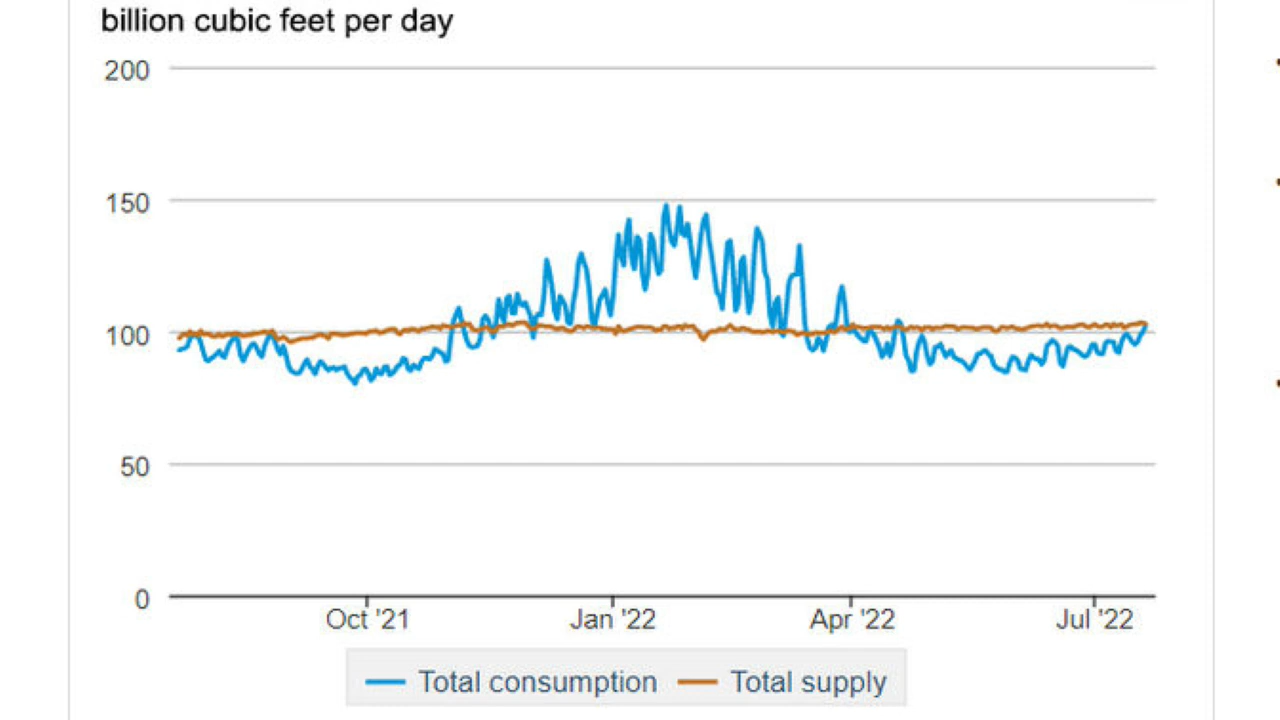 billion cubic feet per day
200
150
100
50
0
Oct '21 Jan '22 Apr '22 Jul '22
Total consumption Total supply